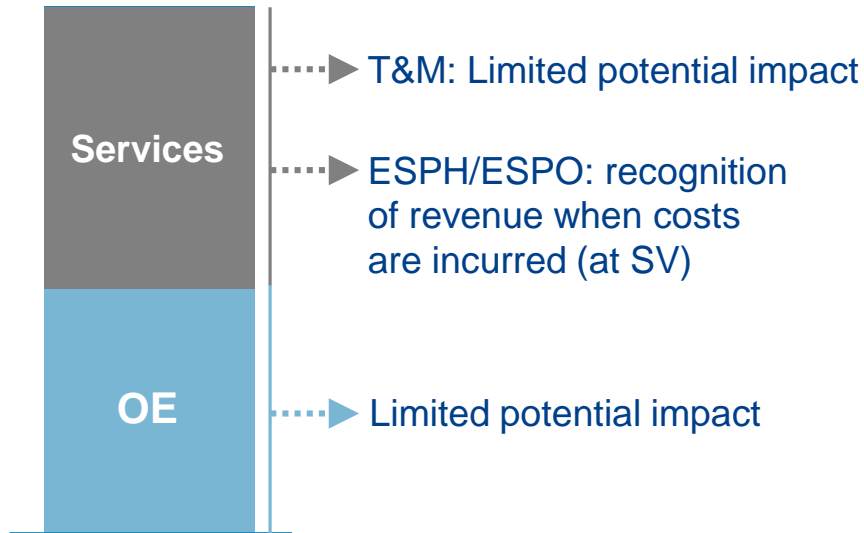 Services
T&M: Limited potential impact
ESPH/ESPO: recognition
of revenue when costs
are incurred (at SV)
OE
Limited potential impact